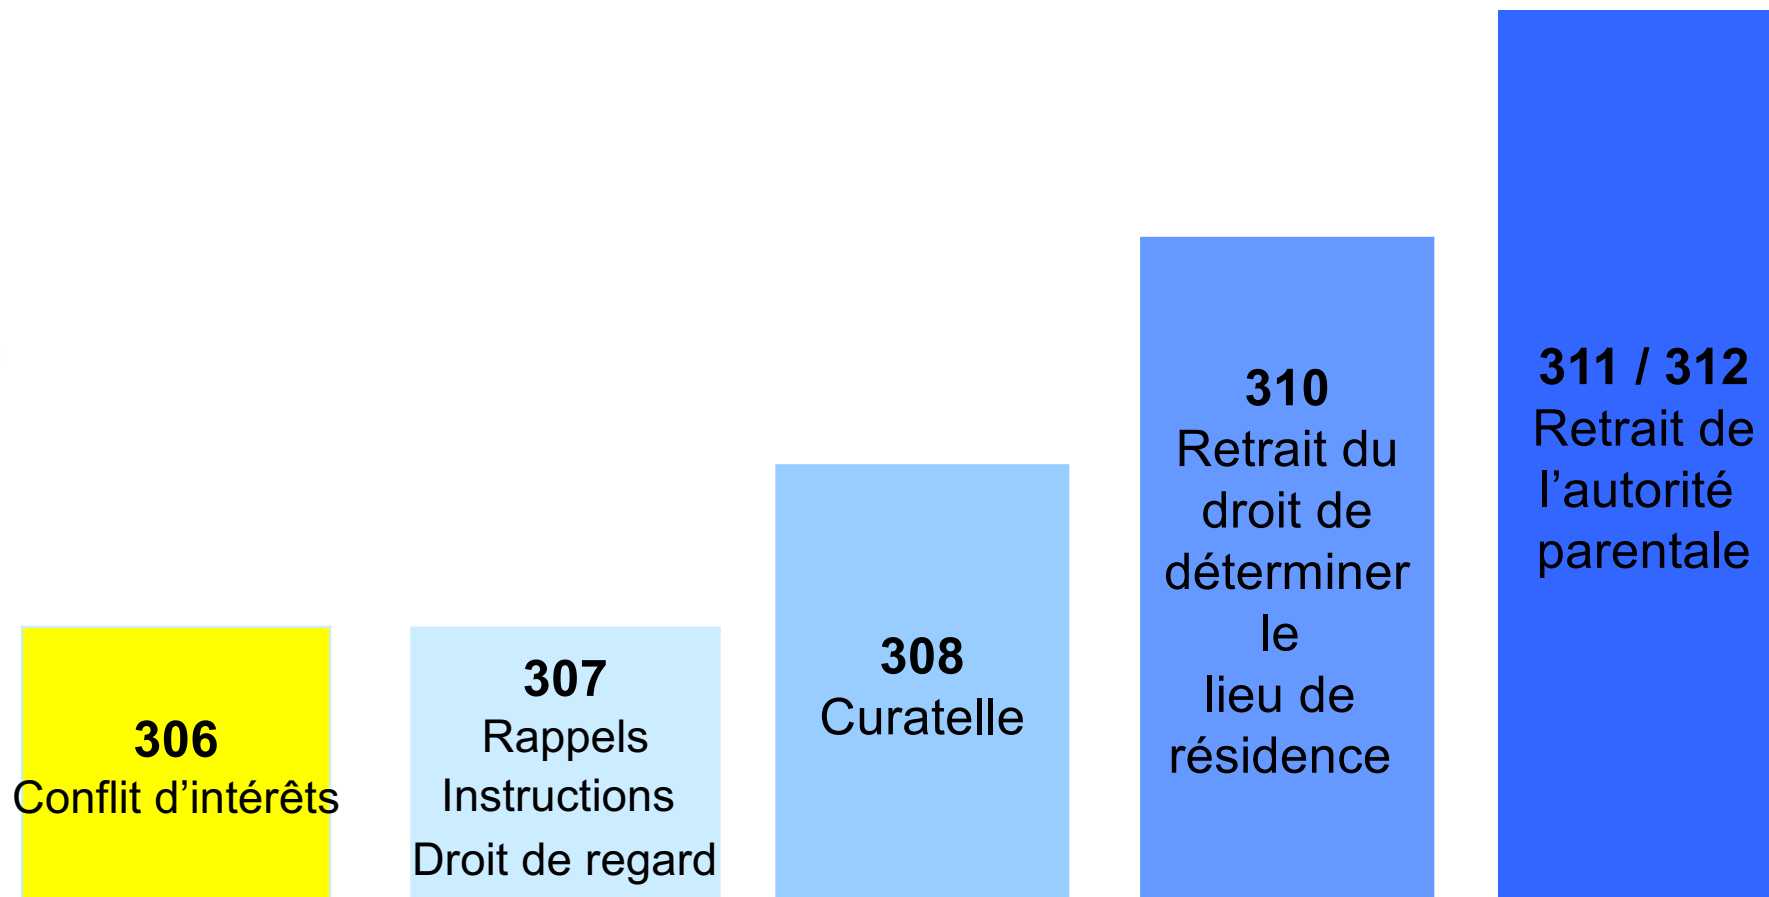 306
Conflit d’intérêts
307
Rappels
Instructions
Droit de regard
308
Curatelle
310
Retrait du
droit de
déterminer
le
lieu de
résidence
311 / 312
Retrait de
l’autorité
parentale